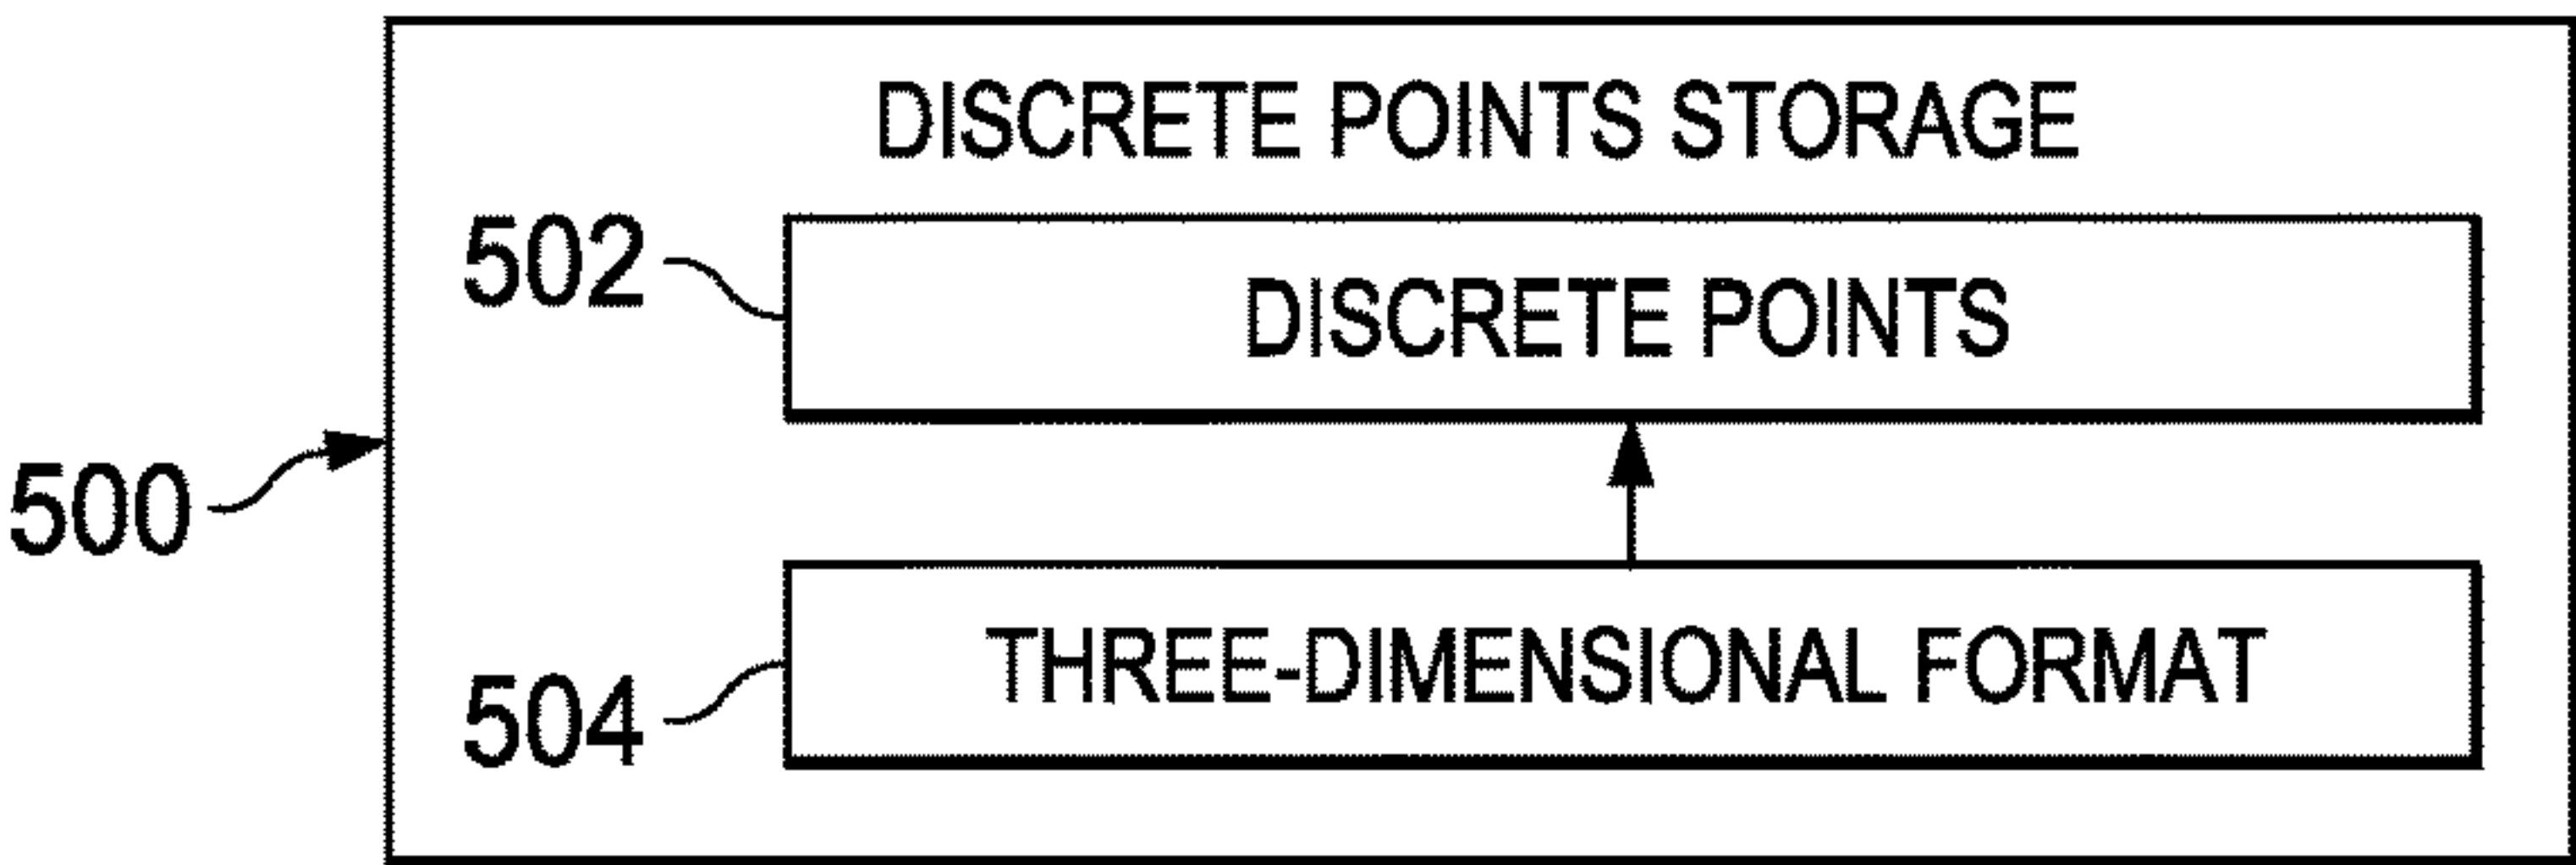 DISCRETE POINTS STORAGE
502
DISCRETE POINTS
500
THREE-DIMENSIONAL FORMAT
504